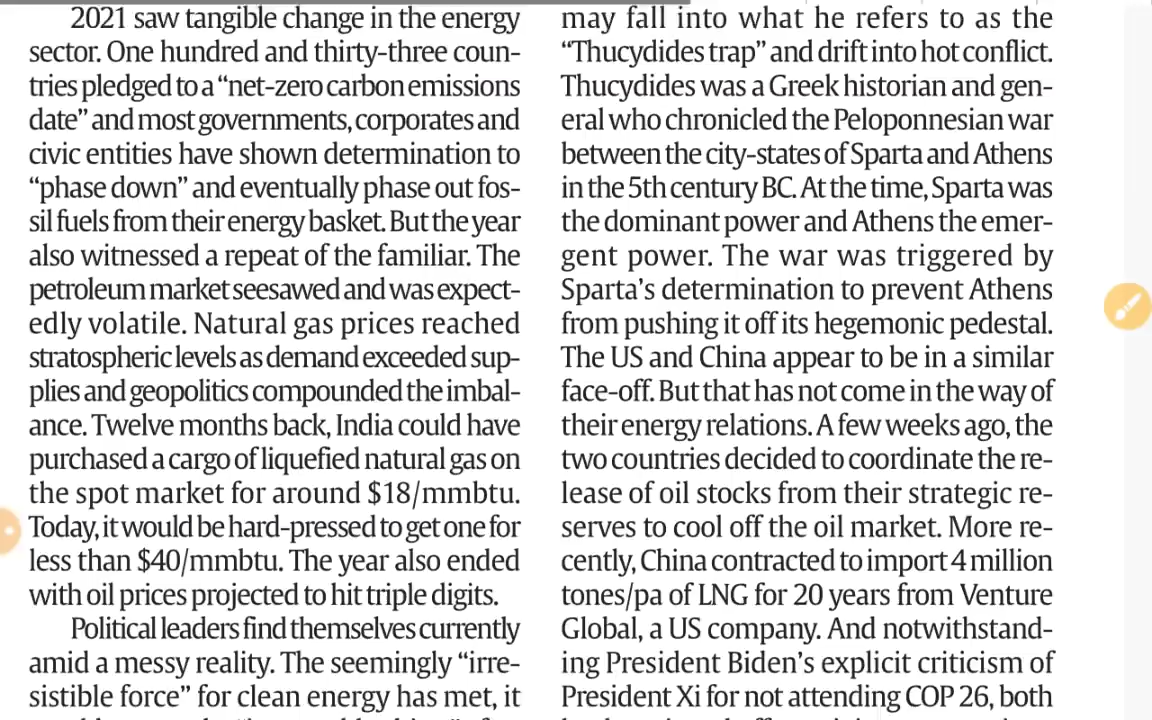 2021 saw tangible change in the energy
sector. One hundred and thirty-three coun-
tries pledged to a “net-zero carbon emissions
date” and most governments, corporates and
civic entities have shown determination to
“phase down” and eventually phase out fos-
sil fuels from their energy basket. But the year
also witnessed a repeat of the familiar. The
petroleum market seesawed and was expect-
edly volatile. Natural gas prices reached
stratospheric levels as demand exceeded sup-
plies and geopolitics compounded the imbal-
ance. Twelve months back, India could have
purchased a cargo of liquefied natural gas on
the spot market for around $18/mmbtu.
Today, it would be hard-pressed to get one for
less than $40/mmbtu. The year also ended
with oil prices projected to hit triple digits.
Political leaders find themselves currently
amid a messy reality. The seemingly “irre-
sistible force” for clean energy has met, it
may fall into what he refers to as the
“Thucydides trap” and drift into hot conflict.
Thucydides was a Greek historian and gen-
eral who chronicled the Peloponnesian war
between the city-states of Sparta and Athens
in the 5th century BC. At the time, Sparta was
the dominant power and Athens the emer-
gent power. The war was triggered by
Sparta’s determination to prevent Athens
from pushing it off its hegemonic pedestal.
The US and China appear to be in a similar
face-off. But that has not come in the way of
their energy relations. A few weeks ago, the
two countries decided to coordinate the re-
lease of oil stocks from their strategic re-
serves to cool off the oil market. More re-
cently, China contracted to import 4 million
tones/pa of LNG for 20 years from Venture
Global, a US company. And notwithstand-
ing President Biden’s explicit criticism of
President Xi for not attending COP 26, both